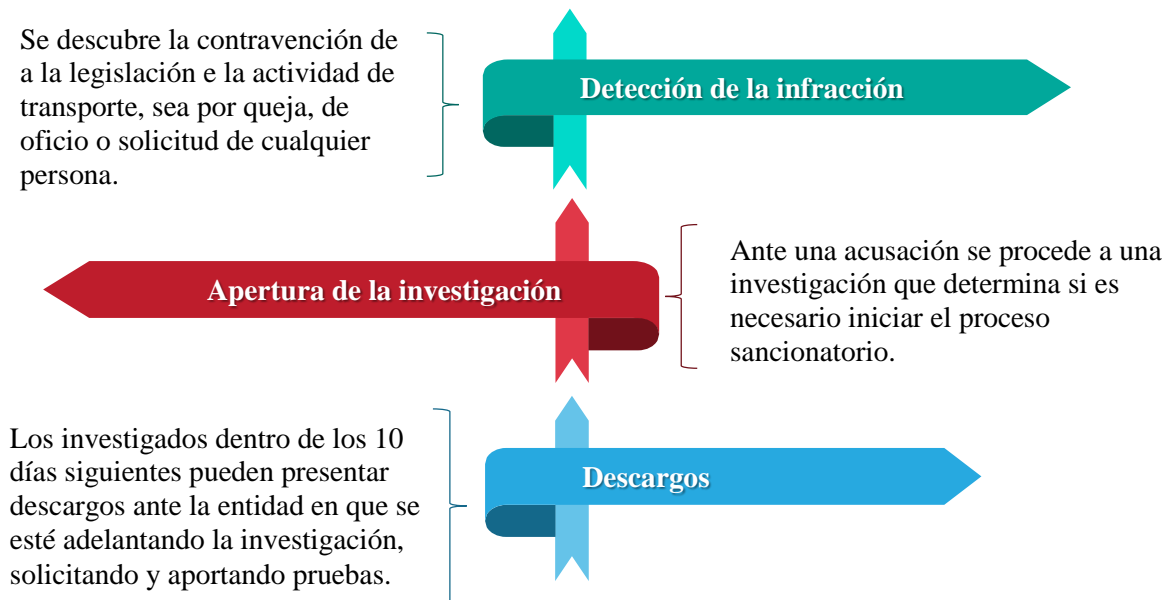 Se descubre la contravención de
a la legislación e la actividad de
transporte, sea por queja, de
oficio o solicitud de cualquier
persona.
Detección de la infracción
Apertura de la investigación
Ante una acusación se procede a una
investigación que determina si es
necesario iniciar el proceso
sancionatorio.
Los investigados dentro de los 10
días siguientes pueden presentar
descargos ante la entidad en que se
esté adelantando la investigación,
solicitando y aportando pruebas.
Descargos